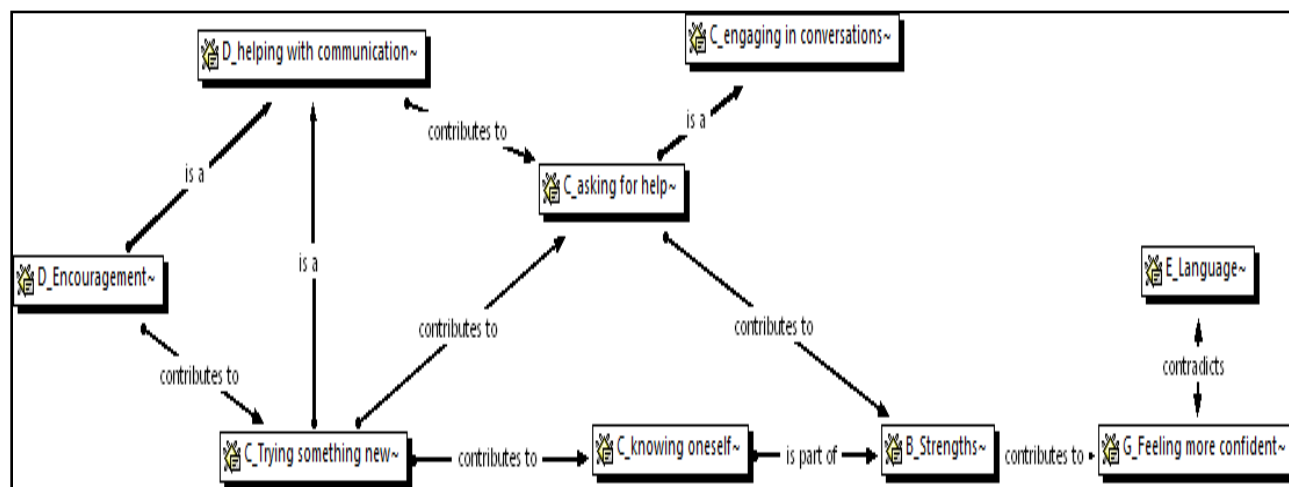 C_engaging in conversations~
D_helping with communication~
contributes to
is a
is a
C_asking for help~
is a
D_Encouragement~
E_Language~
contributes to
contributes to
contributes to
contradicts
C_Trying something new~
contributes to
C_knowing oneself~
is part of
B_Strengths~
contributes to
G_Feeling more confident~